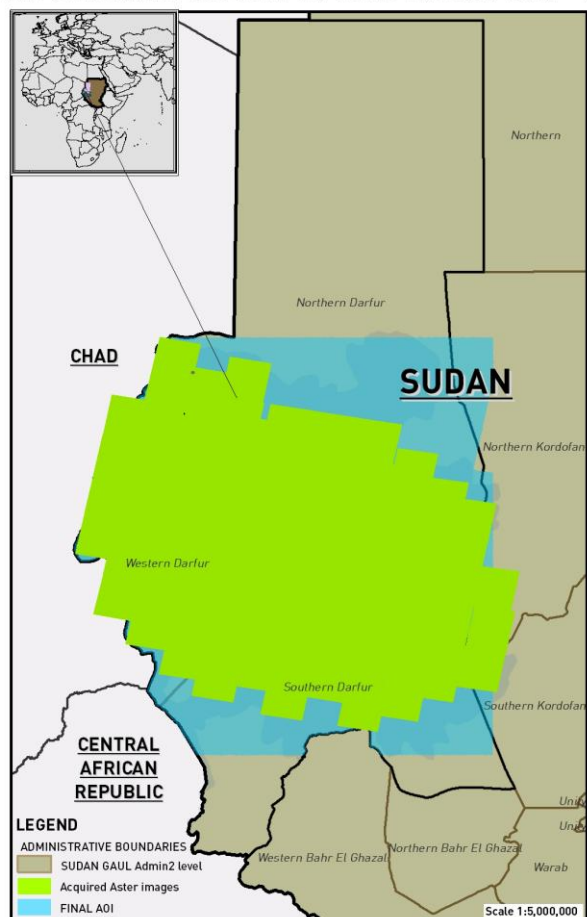 Northern
Northern Darfur
CHAD
SUDAN
Northern Kordofan
Western Darfur
Southern Darfur
Southern Kordofan
CENTRAL
AFRICAN
REPUBLIC
LEGEND
ADMINISTRATIVE BOUNDARIES
SUDAN GAUL Admin2 level
Acquired Aster images
FINAL AOI
Western Bahr El Ghazal
Northern Bahr El Ghazal
Unity
Warab
Scale 1:5,000,000